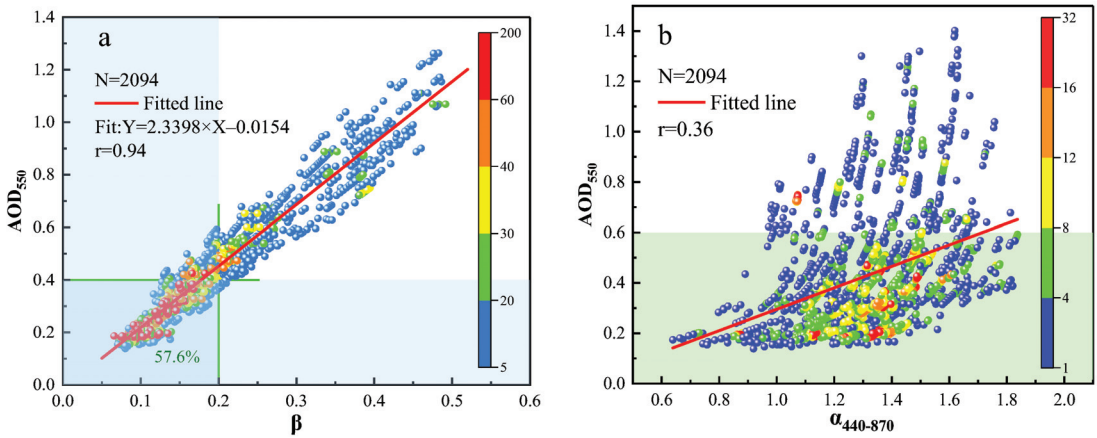 a
N=2094
Fitted line
Fit:Y=2.3398×X–0.0154
r=0.94
57.6%
AOD550
1.4
1.2
1.0
0.8
0.6
0.4
0.2
0.0
0.0 0.1 0.2 0.3 0.4 0.5 0.6
β
200
60
40
30
20
5
b
N=2094
Fitted line
r=0.36
AOD550
1.4
1.2
1.0
0.8
0.6
0.4
0.2
0.0
0.6 0.8 1.0 1.2 1.4 1.6 1.8 2.0
α440-870
32
16
12
8
4
1